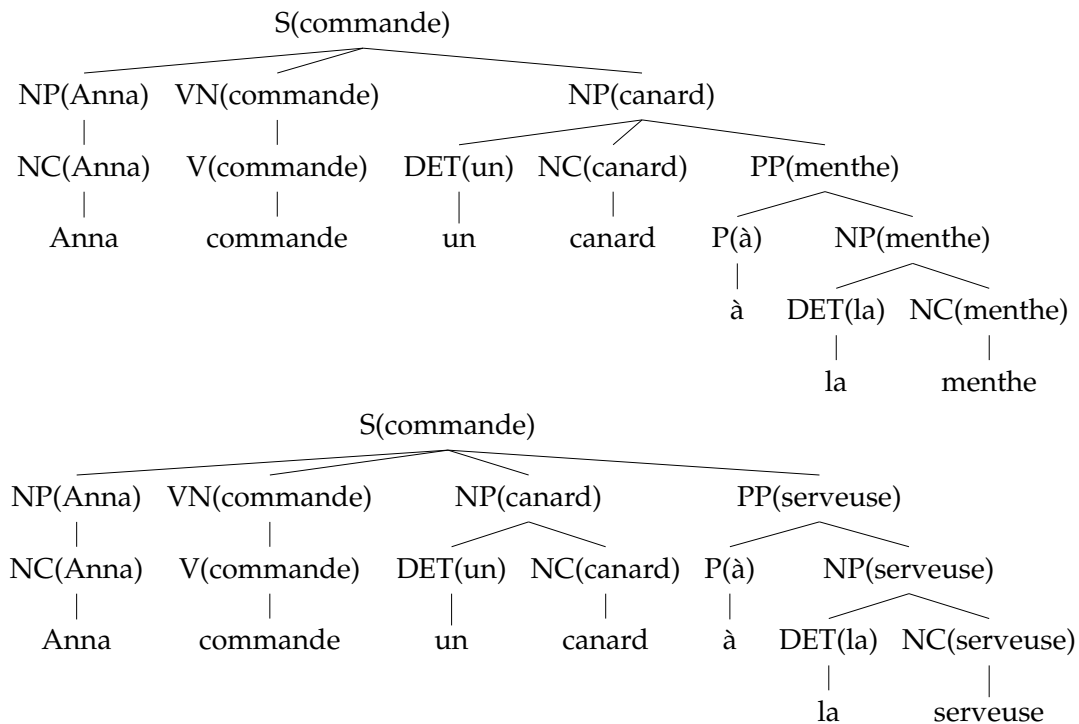 S(commande)
NP(Anna) VN(commande) NP(canard)
NC(Anna) V(commande) DET(un) NC(canard) PP(menthe)
Anna commande un canard P(à) NP(menthe)
à DET(la) NC(menthe)
la menthe
S(commande)
NP(Anna) VN(commande) NP(canard) PP(serveuse)
NC(Anna) V(commande) DET(un) NC(canard) P(à) NP(serveuse)
Anna commande un canard à DET(la) NC(serveuse)
la serveuse